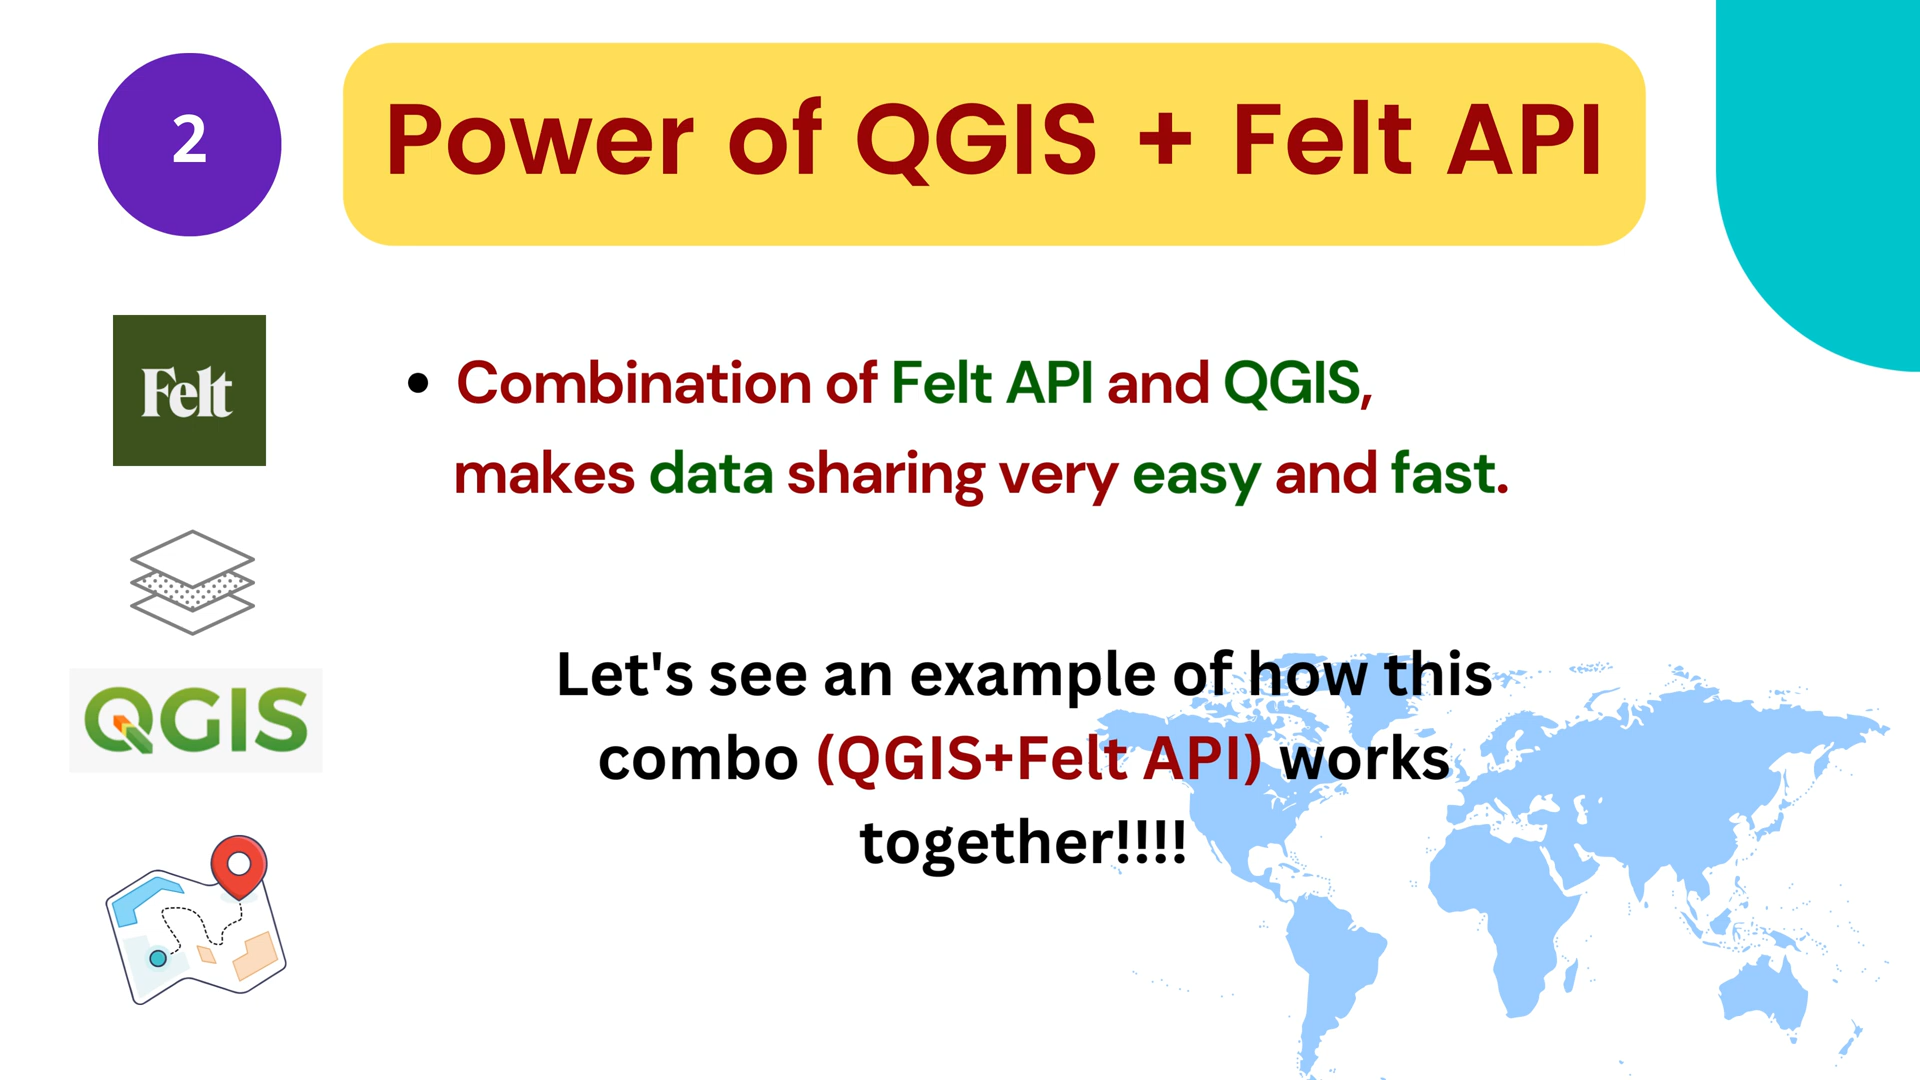 2
Power of QGIS + Felt API
Felt
• Combination of Felt API and QGIS,
makes data sharing very easy and fast.
QGIS
Let's see an example of how this
combo (QGIS+Felt API) works
together!!!!